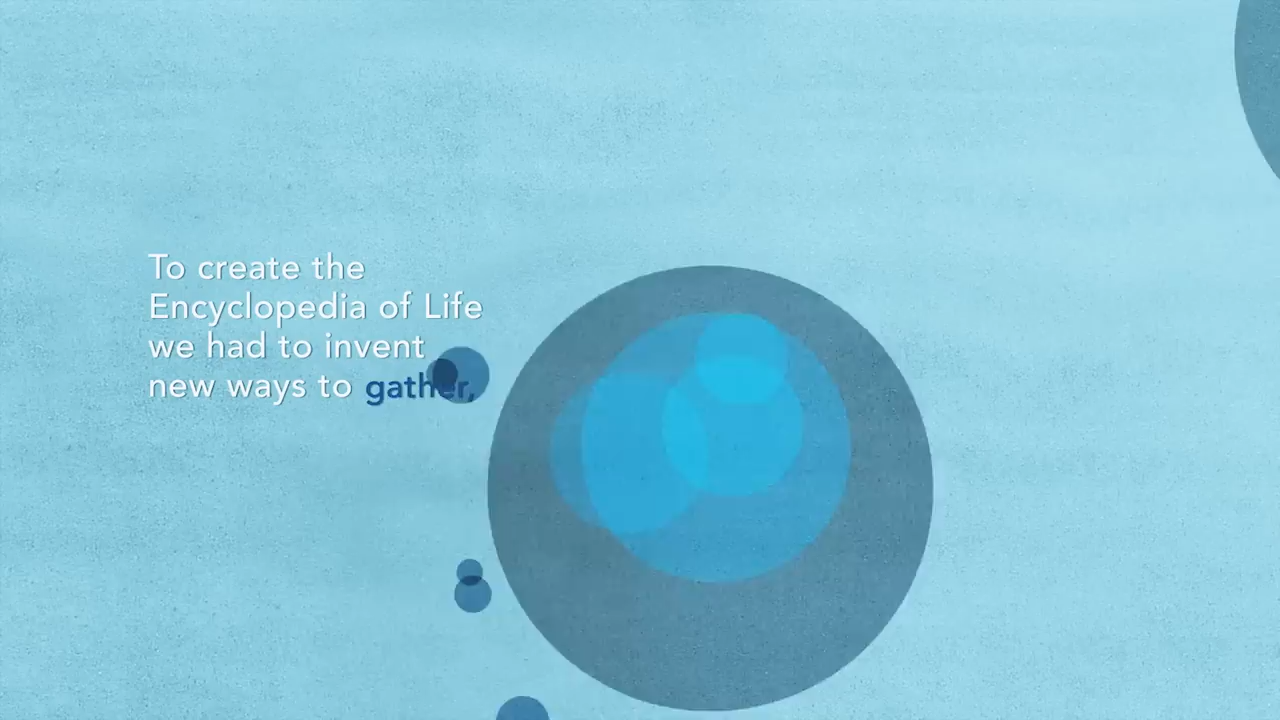 To create the
Encyclopedia of Life
we had to invent
new ways to gather,